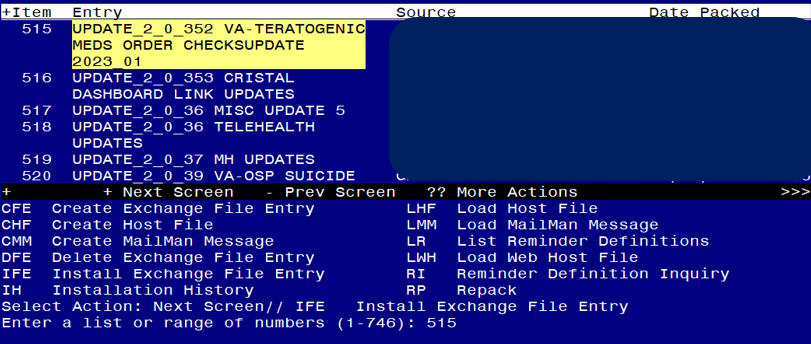 +Item Entry Source Date Packed
515 UPDATE_2_0_352 VA-TERATOGENIC
MEDS ORDER CHECKSUPDATE
2023_01
516 UPDATE_2_0_353 CRISTAL
DASHBOARD LINK UPDATES
517 UPDATE_2_0_36 MISC UPDATE 5
518 UPDATE_2_0_36 TELEHEALTH
UPDATES
519 UPDATE_2_0_37 MH UPDATES
520 UPDATE_2_0_39 VA-OSP SUICIDE
+ + Next Screen - Prev Screen ?? More Actions >>>
CFE Create Exchange File Entry LHF Load Host File
CHF Create Host File LMM Load MailMan Message
CMM Create MailMan Message LR List Reminder Definitions
DFE Delete Exchange File Entry LWH Load Web Host File
IFE Install Exchange File Entry RI Reminder Definition Inquiry
IH Installation History RP Repack
Select Action: Next Screen// IFE Install Exchange File Entry
Enter a list or range of numbers (1-746): 515